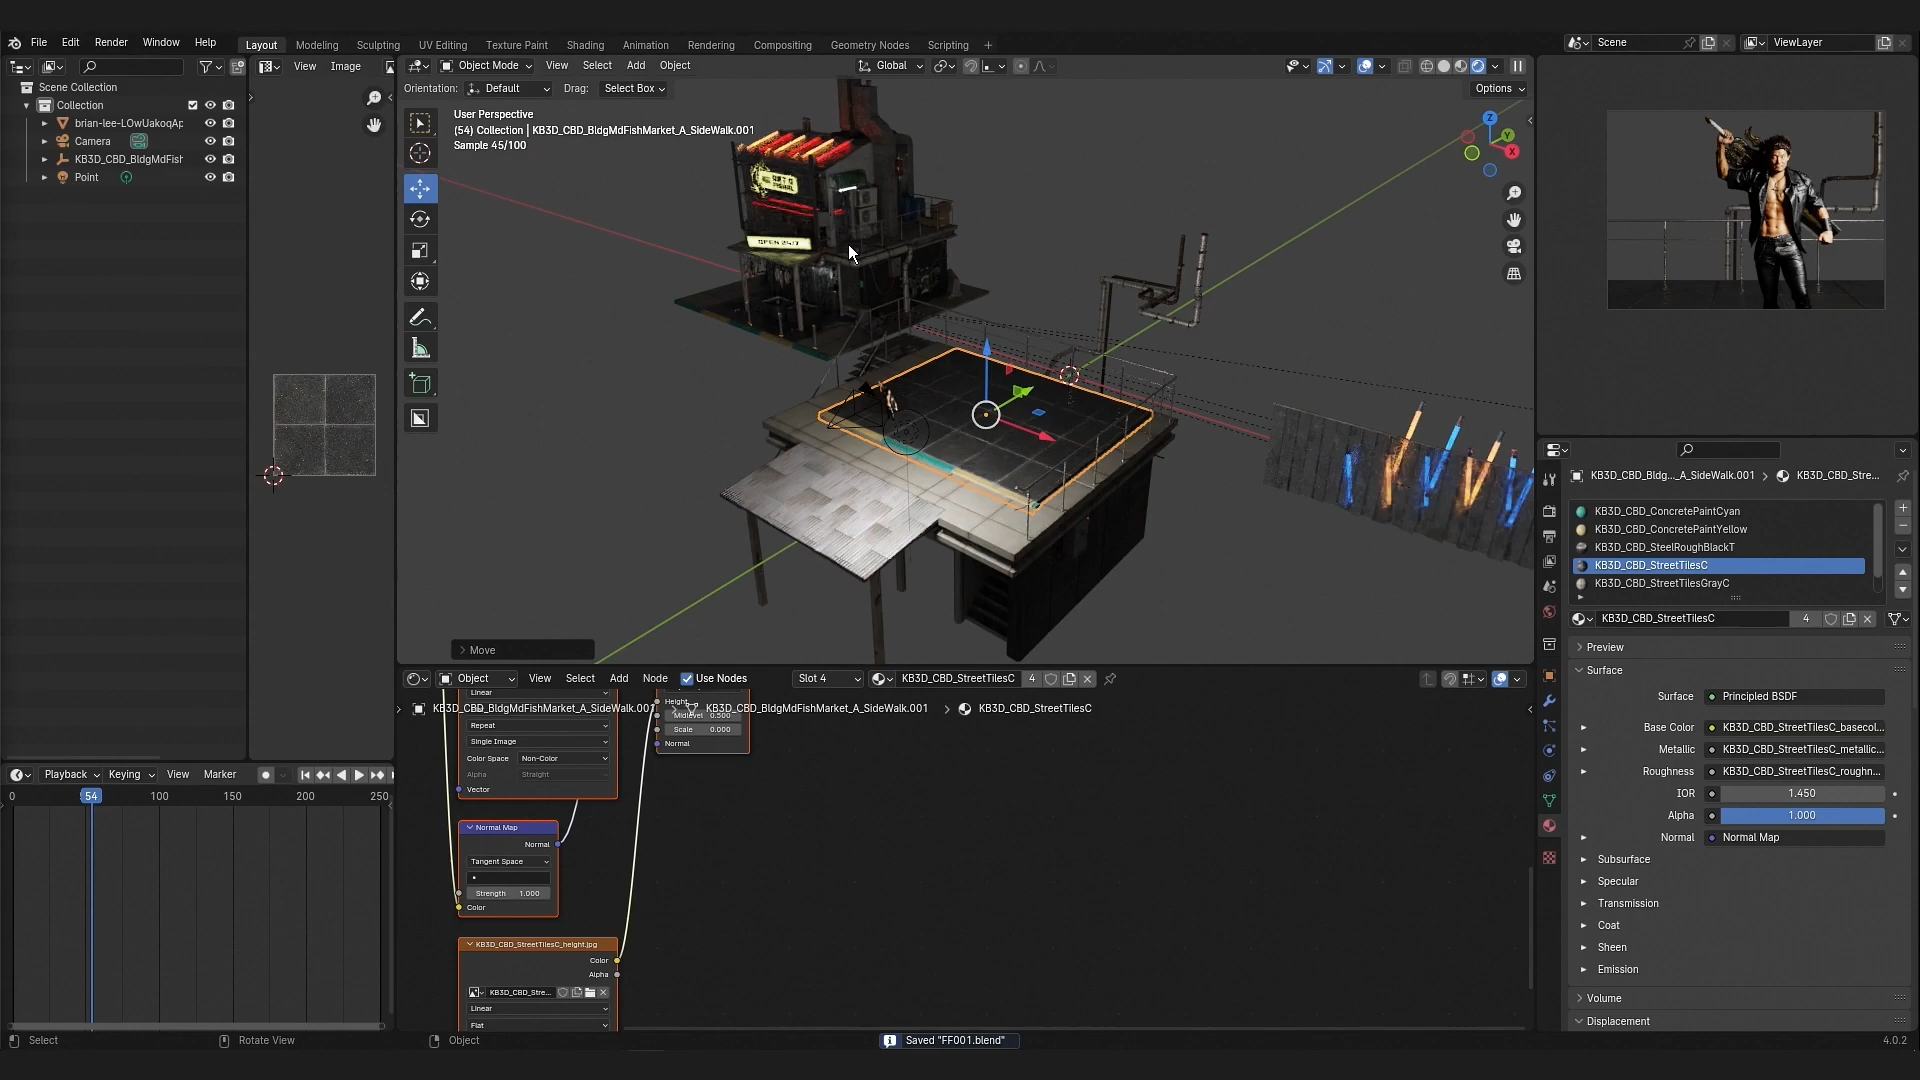 File Edit Render Window Help
Layout Modeling Sculpting UV Editing Texture Paint Shading Animation Rendering Compositing Geometry Nodes Scripting +
Scene
ViewLayer
View Image
Object Mode View Select Add Object
Global
Orientation: Default Drag: Select Box
Options
Scene Collection
Collection
brian-lee-LOwUakoqAp
Camera
KB3D_CBD_BldgMdFish
Point
User Perspective
(54) Collection | KB3D_CBD_BldgMdFishMarket_A_SideWalk.001
Sample 45/100
Z
Y
X
OPEN 24/7
> Move
KB3D_CBD_Bldg..._A_SideWalk.001 > KB3D_CBD_Stre...
KB3D_CBD_ConcretePaintCyan
KB3D_CBD_ConcretePaintYellow
KB3D_CBD_SteelRoughBlackT
KB3D_CBD_StreetTilesC
KB3D_CBD_StreetTilesGrayC
KB3D_CBD_StreetTilesC 4
Preview
Surface
Surface Principled BSDF
Base Color KB3D_CBD_StreetTilesC_basecol...
Metallic KB3D_CBD_StreetTilesC_metallic...
Roughness KB3D_CBD_StreetTilesC_roughn...
IOR 1.450
Alpha 1.000
Normal Normal Map
Subsurface
Specular
Transmission
Coat
Sheen
Emission
Volume
Displacement
Object View Select Add Node Use Nodes Slot 4 KB3D_CBD_StreetTilesC 4
KB3D_CBD_BldgMdFishMarket_A_SideWalk.001 KB3D_CBD_BldgMdFishMarket_A_SideWalk.001 > KB3D_CBD_StreetTilesC
Linear
Repeat
Single Image
Color Space Non-Color
Alpha Straight
Vector
Height
Midlevel 0.500
Scale 0.000
Normal
Normal Map
Normal
Tangent Space
Strength 1.000
Color
KB3D_CBD_StreetTilesC_height.jpg
Color
Alpha
KB3D_CBD_Stre...
Linear
Flat
Playback Keying View Marker
0 54 100 150 200 250
Select
Rotate View
Object
Saved "FF001.blend"
4.0.2